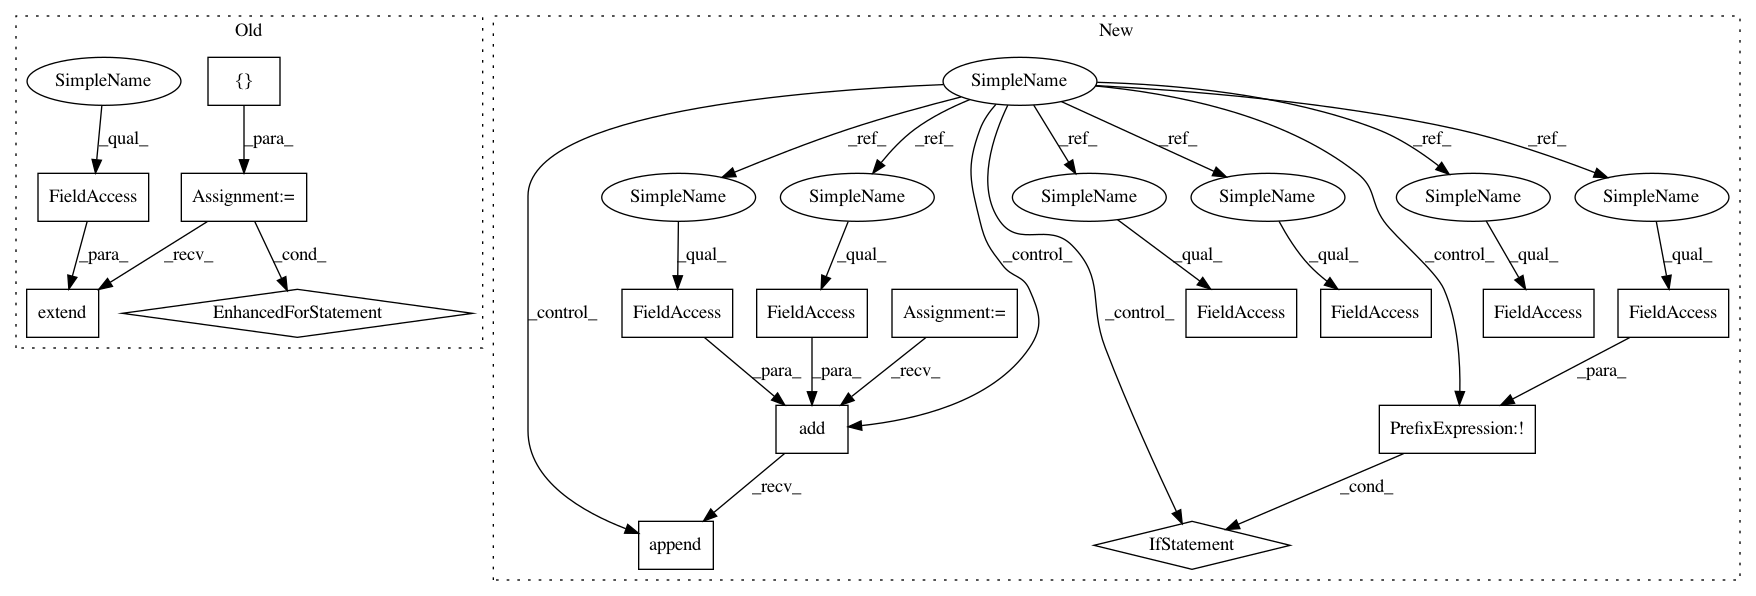 Old
New
SimpleName
{}
SimpleName
_qual_
_para_
_ref_
_ref_
_ref_
_ref_
_ref_
_ref_
FieldAccess
Assignment:=
SimpleName
SimpleName
SimpleName
SimpleName
SimpleName
SimpleName
_para_
_recv_
_cond_
_qual_
_qual_
_control_
_qual_
_qual_
_control_
_qual_
_qual_
extend
EnhancedForStatement
_control_
FieldAccess
FieldAccess
Assignment:=
_control_
FieldAccess
FieldAccess
FieldAccess
FieldAccess
_para_
_para_
_recv_
_para_
add
PrefixExpression:!
_recv_
_cond_
append
IfStatement